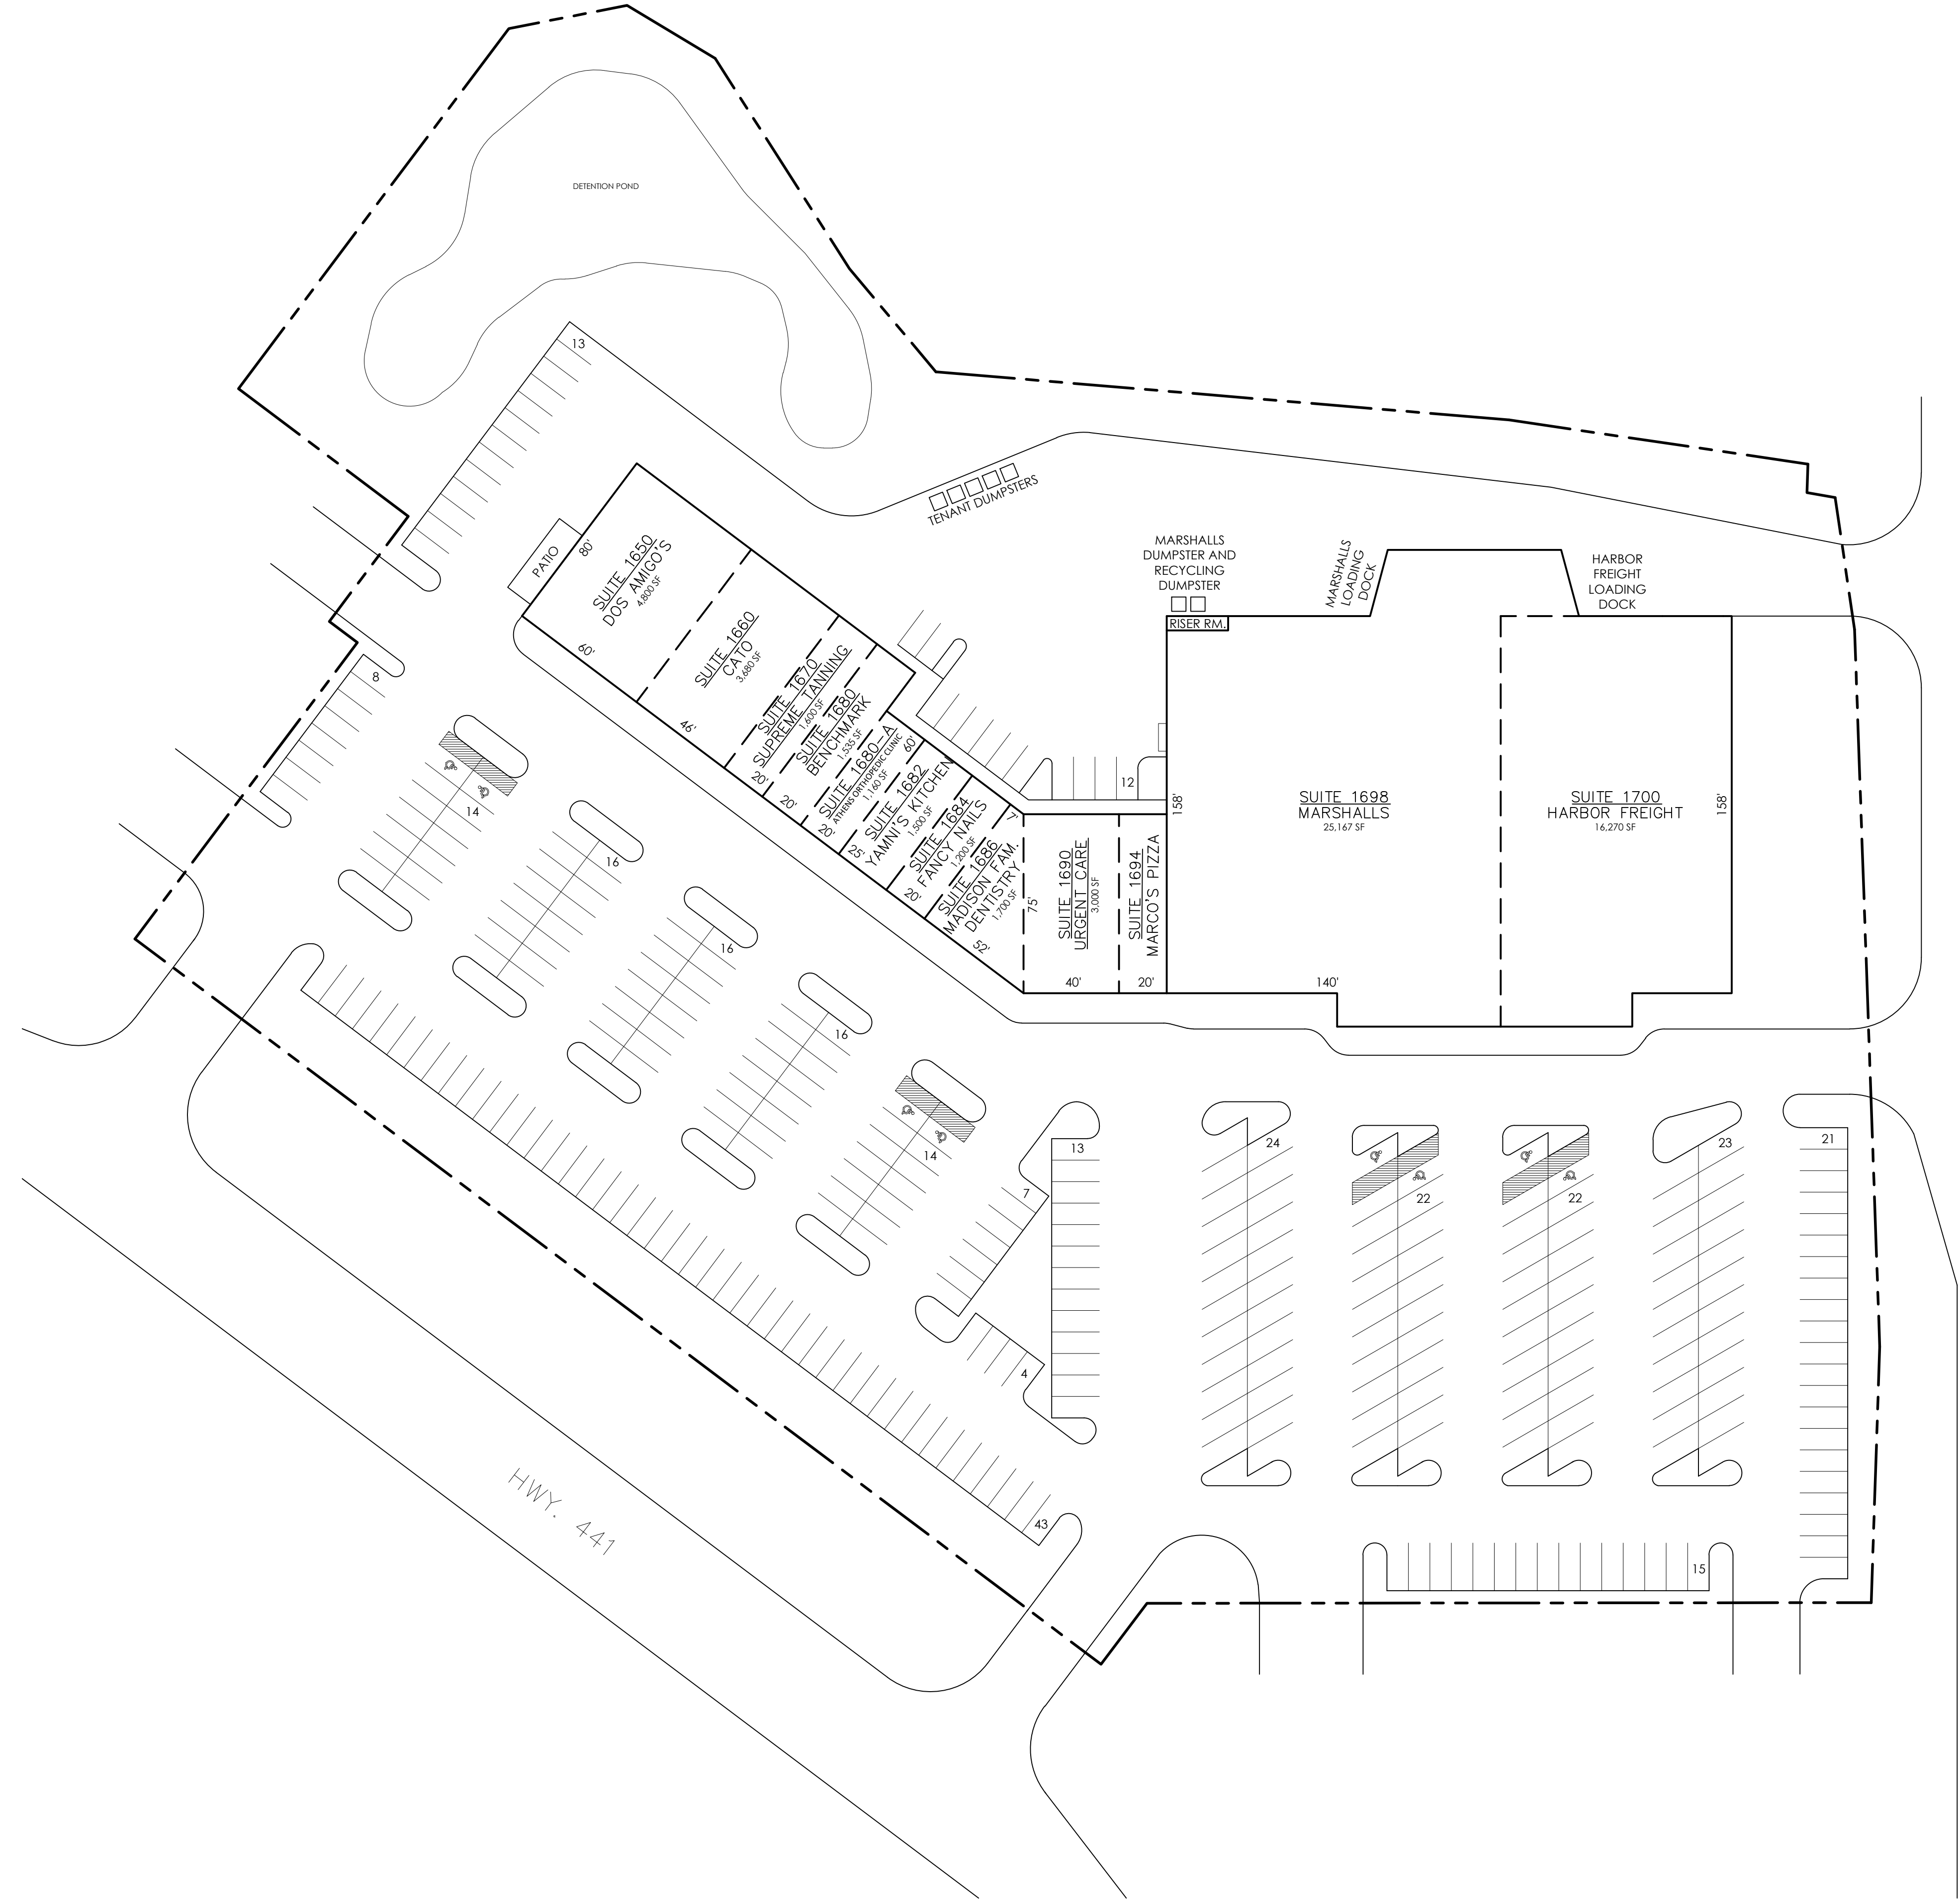 DETENTION POND
13
TENANT DUMPSTERS
MARSHALLS
DUMPSTER AND
RECYCLING
DUMPSTER
MARSHALLS
LOADING
DOCK
HARBOR
FREIGHT
LOADING
DOCK
RISER RM.
PATIO
80'
SUITE 1650
DOS AMIGO'S
4,800 SF
60'
SUITE 1660
CATO
3,680 SF
46'
SUITE 1670
SUPREME TANNING
1,600 SF
20'
SUITE 1680
BENCHMARK
1,535 SF
20'
SUITE 1680-A
ATHENS ORTHOPEDIC CLINIC
1,160 SF
60'
20'
SUITE 1682
YAMNI'S KITCHEN
1,500 SF
25'
SUITE 1684
FANCY NAILS
1,200 SF
20'
SUITE 1686
MADISON FAM.
DENTISTRY
1,700 SF
7'
52'
75'
SUITE 1690
URGENT CARE
3,000 SF
40'
SUITE 1694
MARCO'S PIZZA
20'
12
158'
SUITE 1698
MARSHALLS
25,167 SF
140'
SUITE 1700
HARBOR FREIGHT
16,270 SF
158'
8
14
16
16
16
14
13
7
4
43
24
22
22
23
21
15
HWY. 441